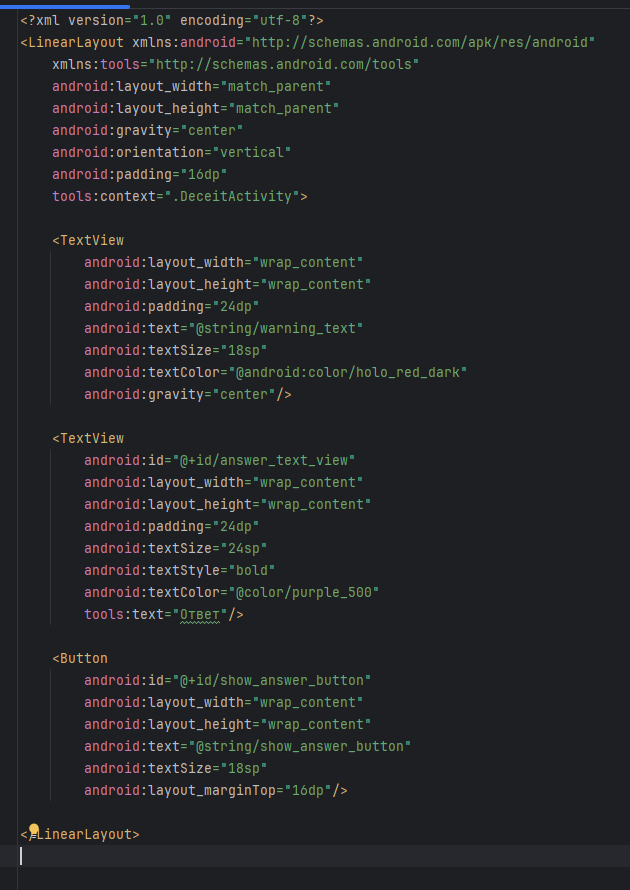 <?xml version="1.0" encoding="utf-8"?>
<LinearLayout xmlns:android="http://schemas.android.com/apk/res/android"
    xmlns:tools="http://schemas.android.com/tools"
    android:layout_width="match_parent"
    android:layout_height="match_parent"
    android:gravity="center"
    android:orientation="vertical"
    android:padding="16dp"
    tools:context=".DeceitActivity">

    <TextView
        android:layout_width="wrap_content"
        android:layout_height="wrap_content"
        android:padding="24dp"
        android:text="@string/warning_text"
        android:textSize="18sp"
        android:textColor="@android:color/holo_red_dark"
        android:gravity="center"/>

    <TextView
        android:id="@+id/answer_text_view"
        android:layout_width="wrap_content"
        android:layout_height="wrap_content"
        android:padding="24dp"
        android:textSize="24sp"
        android:textStyle="bold"
        android:textColor="@color/purple_500"
        tools:text="Ответ"/>

    <Button
        android:id="@+id/show_answer_button"
        android:layout_width="wrap_content"
        android:layout_height="wrap_content"
        android:text="@string/show_answer_button"
        android:textSize="18sp"
        android:layout_marginTop="16dp"/>

</LinearLayout>